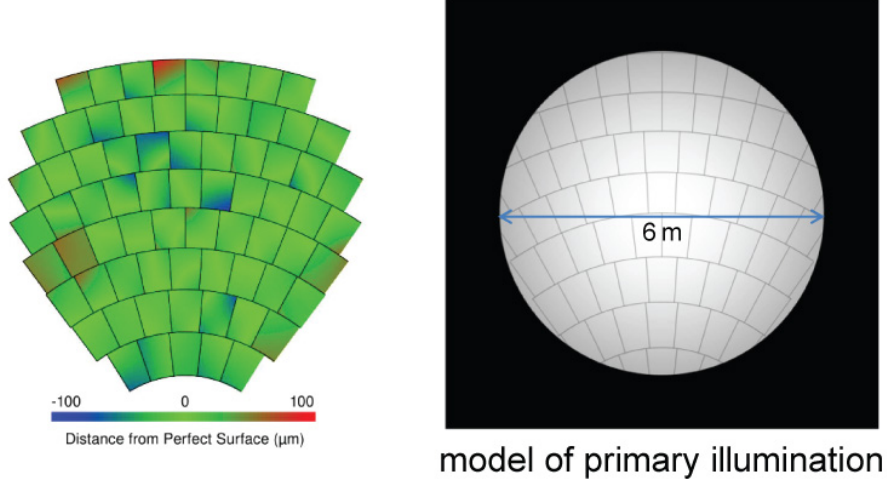 -100 0 100
Distance from Perfect Surface (µm)
6 m
model of primary illumination